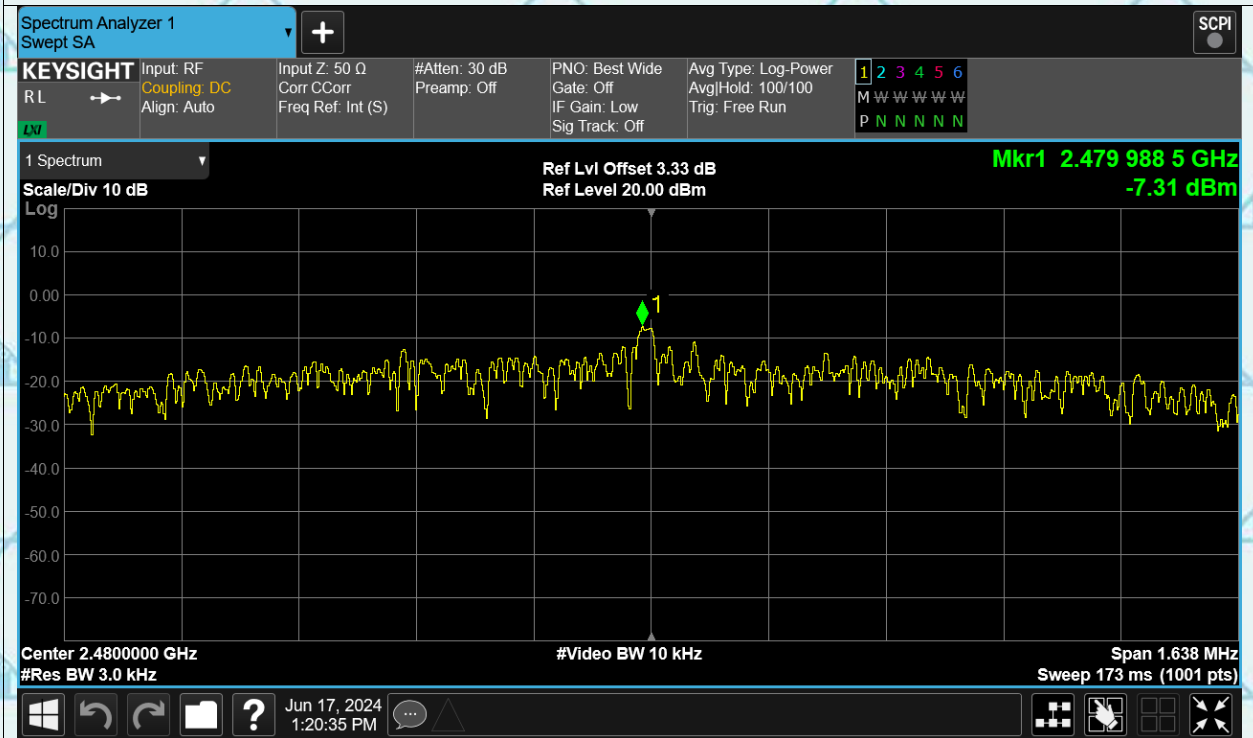 Spectrum Analyzer 1
Swept SA
+
SCPI
KEYSIGHT
R L
LXI
Input: RF
Coupling: DC
Align: Auto
Input Z: 50 Ω
Corr CCorr
Freq Ref: Int (S)
#Atten: 30 dB
Preamp: Off
PNO: Best Wide
Gate: Off
IF Gain: Low
Sig Track: Off
Avg Type: Log-Power
Avg|Hold: 100/100
Trig: Free Run
1 2 3 4 5 6
M W W W W W
P N N N N N
1 Spectrum
Scale/Div 10 dB
Log
Ref Lvl Offset 3.33 dB
Ref Level 20.00 dBm
Mkr1 2.479 988 5 GHz
-7.31 dBm
10.0
0.00
-10.0
-20.0
-30.0
-40.0
-50.0
-60.0
-70.0
1
Center 2.4800000 GHz
#Res BW 3.0 kHz
#Video BW 10 kHz
Span 1.638 MHz
Sweep 173 ms (1001 pts)
?
Jun 17, 2024
1:20:35 PM